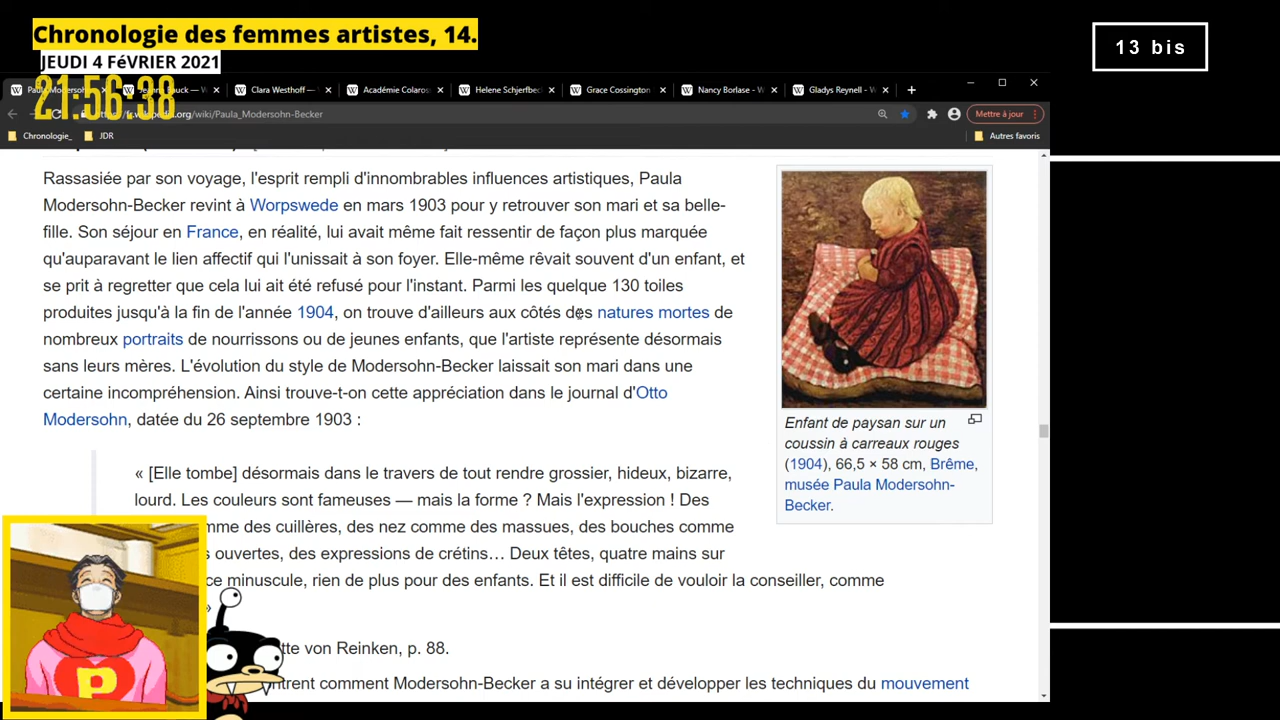 Chronologie des femmes artistes, 14.
JEUDI 4 FéVRIER 2021
21:56:38
13 bis
Clara Westhoff —
Académie Colaros
Helene Schjerfbec
Grace Cossington
Nancy Borlase - W
Gladys Reynell - W
.org/wiki/Paula_Modersohn-Becker
Mettre à jour
Chronologie_
JDR
Autres favoris
Rassasiée par son voyage, l'esprit rempli d'innombrables influences artistiques, Paula
Modersohn-Becker revint à Worpswede en mars 1903 pour y retrouver son mari et sa belle-
fille. Son séjour en France, en réalité, lui avait même fait ressentir de façon plus marquée
qu'auparavant le lien affectif qui l'unissait à son foyer. Elle-même rêvait souvent d'un enfant, et
se prit à regretter que cela lui ait été refusé pour l'instant. Parmi les quelque 130 toiles
produites jusqu'à la fin de l'année 1904, on trouve d'ailleurs aux côtés des natures mortes de
nombreux portraits de nourrissons ou de jeunes enfants, que l'artiste représente désormais
sans leurs mères. L'évolution du style de Modersohn-Becker laissait son mari dans une
certaine incompréhension. Ainsi trouve-t-on cette appréciation dans le journal d'Otto
Modersohn, datée du 26 septembre 1903 :
« [Elle tombe] désormais dans le travers de tout rendre grossier, hideux, bizarre,
lourd. Les couleurs sont fameuses — mais la forme ? Mais l'expression ! Des
mme des cuillères, des nez comme des massues, des bouches comme
s ouvertes, des expressions de crétins… Deux têtes, quatre mains sur
ce minuscule, rien de plus pour des enfants. Et il est difficile de vouloir la conseiller, comme
»
tte von Reinken, p. 88.
ntrent comment Modersohn-Becker a su intégrer et développer les techniques du mouvement
Enfant de paysan sur un
coussin à carreaux rouges
(1904), 66,5 × 58 cm, Brême,
musée Paula Modersohn-
Becker.
P